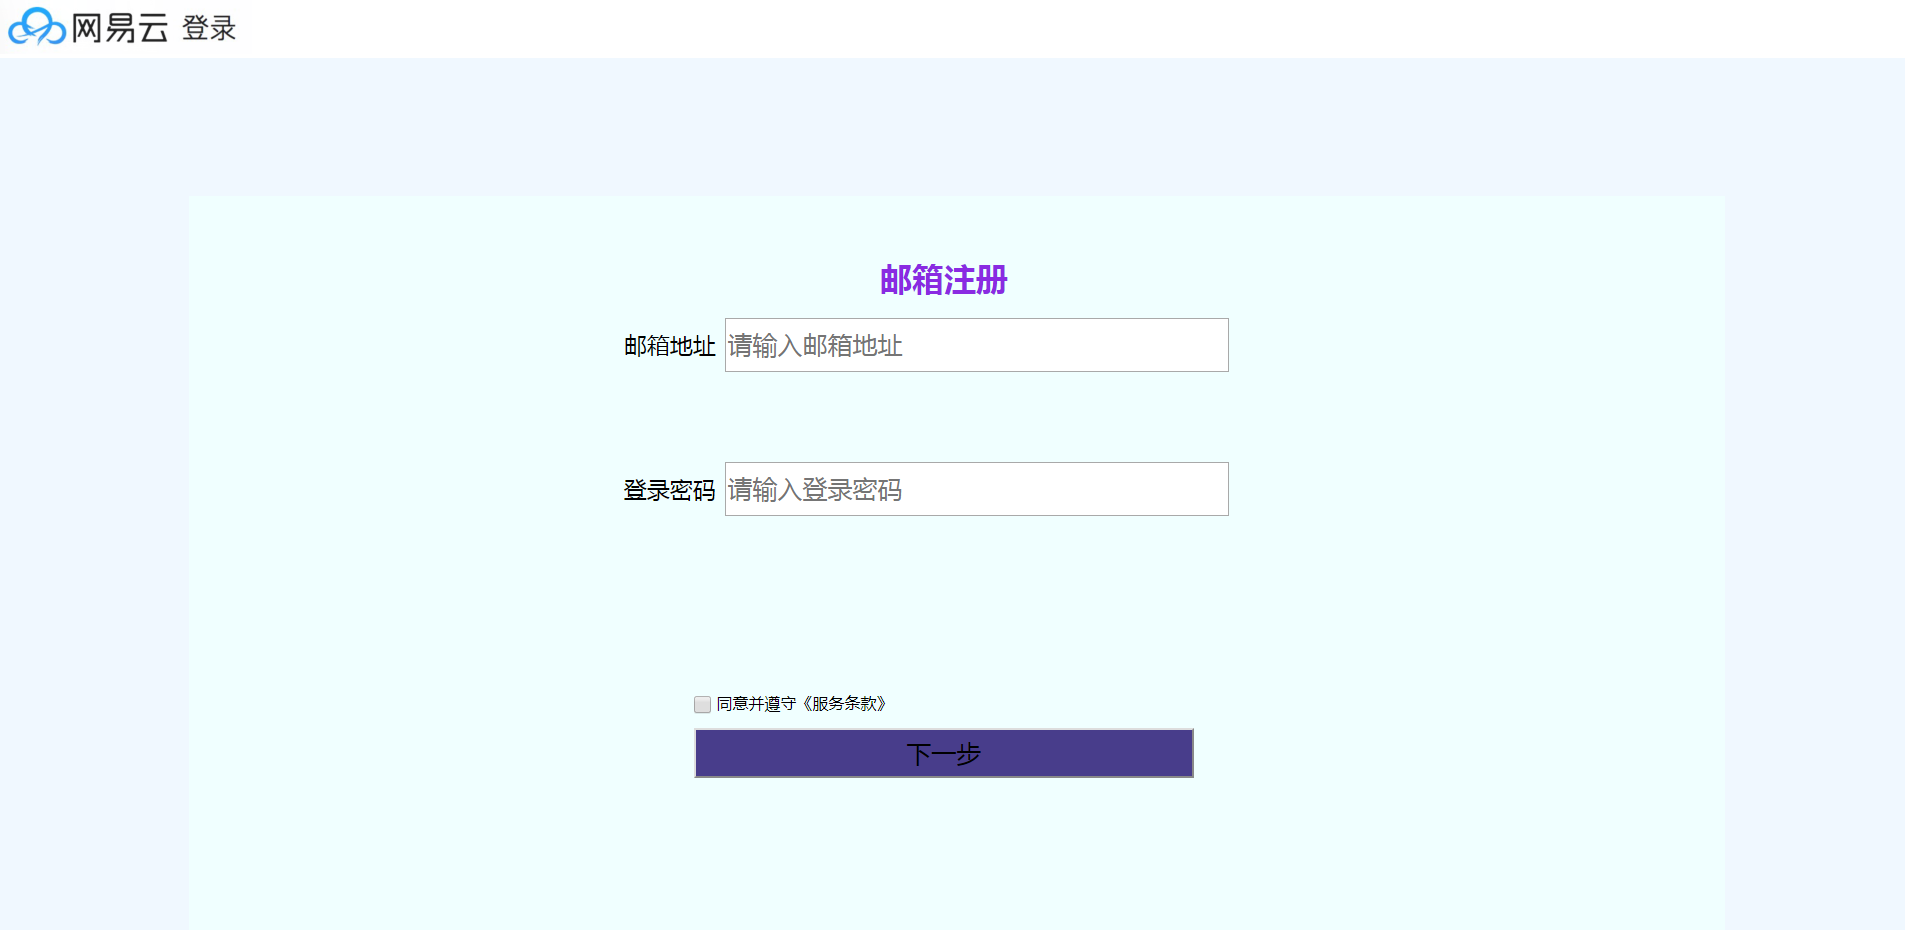 网易云 登录
邮箱注册
邮箱地址 请输入邮箱地址
登录密码 请输入登录密码
同意并遵守《服务条款》
下一步